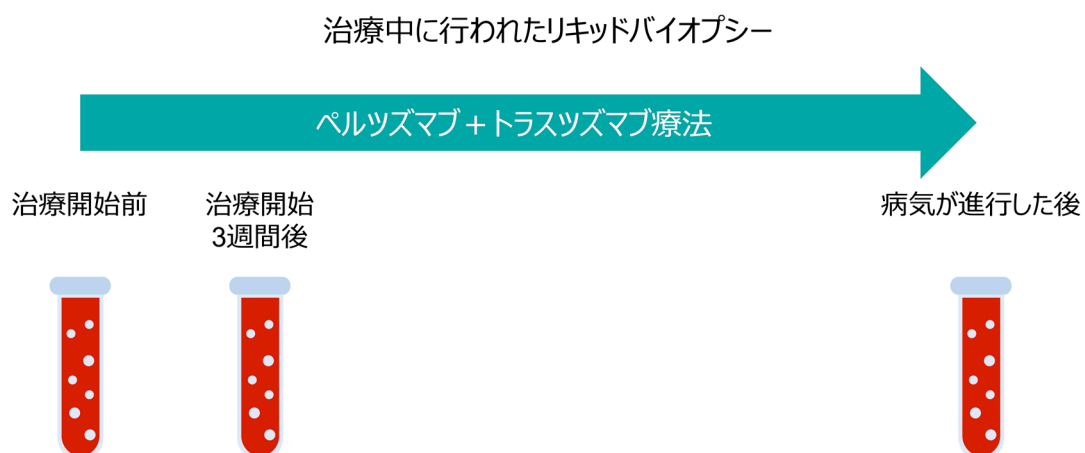 治療中に行われたリキッドバイオプシー
ペルツズマブ＋トラスツズマブ療法
治療開始前
治療開始
3週間後
病気が進行した後